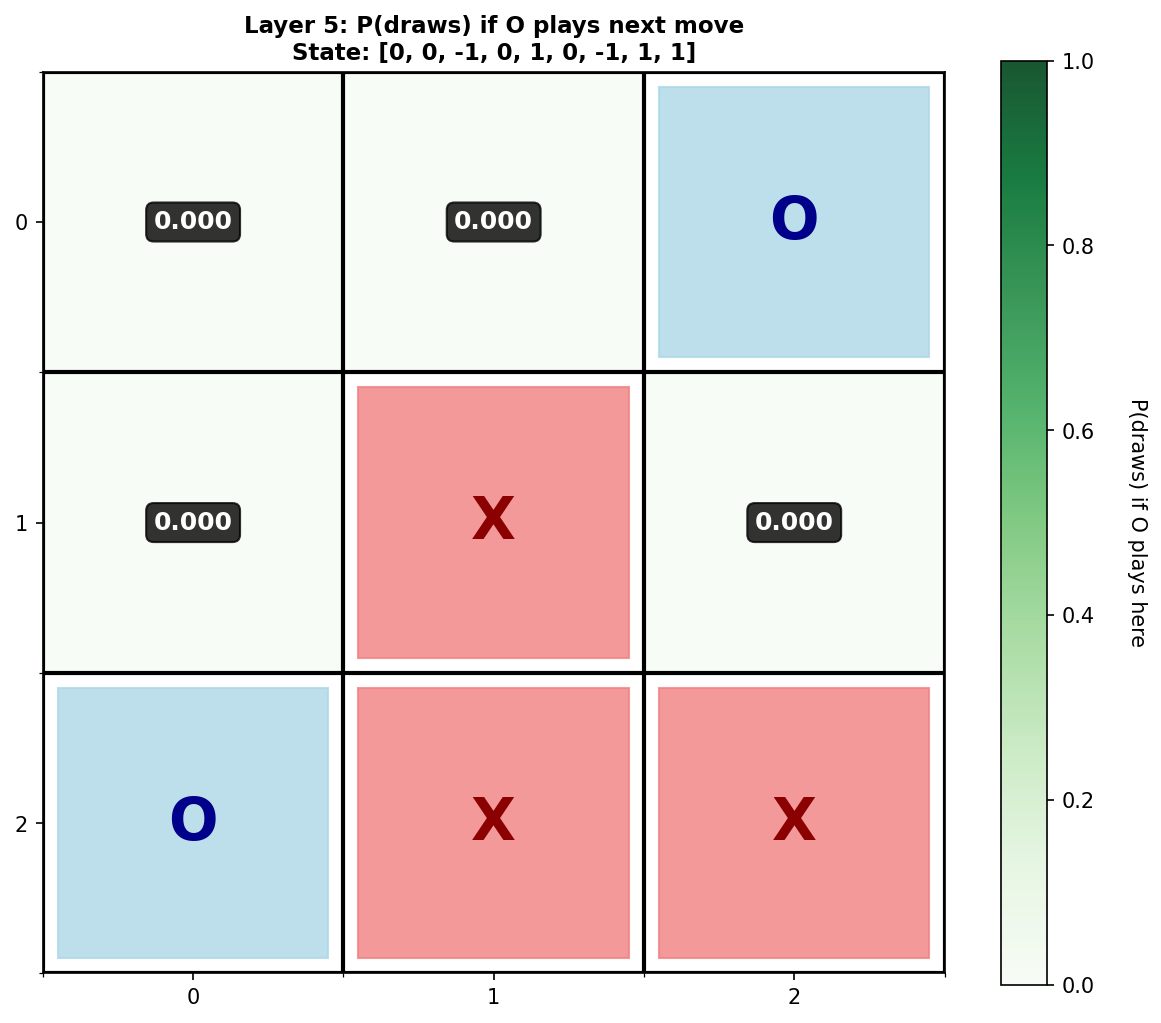 Layer 5: P(draws) if O plays next move
State: [0, 0, -1, 0, 1, 0, -1, 1, 1]
0
0.000
0.000
O
1
0.000
X
0.000
2
O
X
X
0
1
2
1.0
0.8
0.6
0.4
0.2
0.0
P(draws) if O plays here